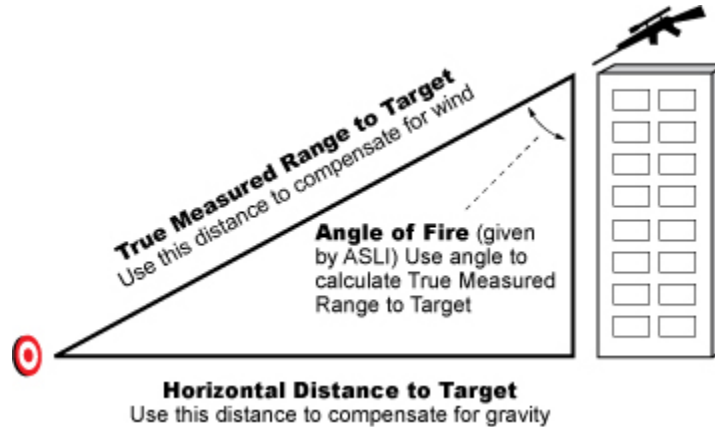 True Measured Range to Target
Use this distance to compensate for wind
Angle of Fire (given
by ASLI) Use angle to
calculate True Measured
Range to Target
Horizontal Distance to Target
Use this distance to compensate for gravity